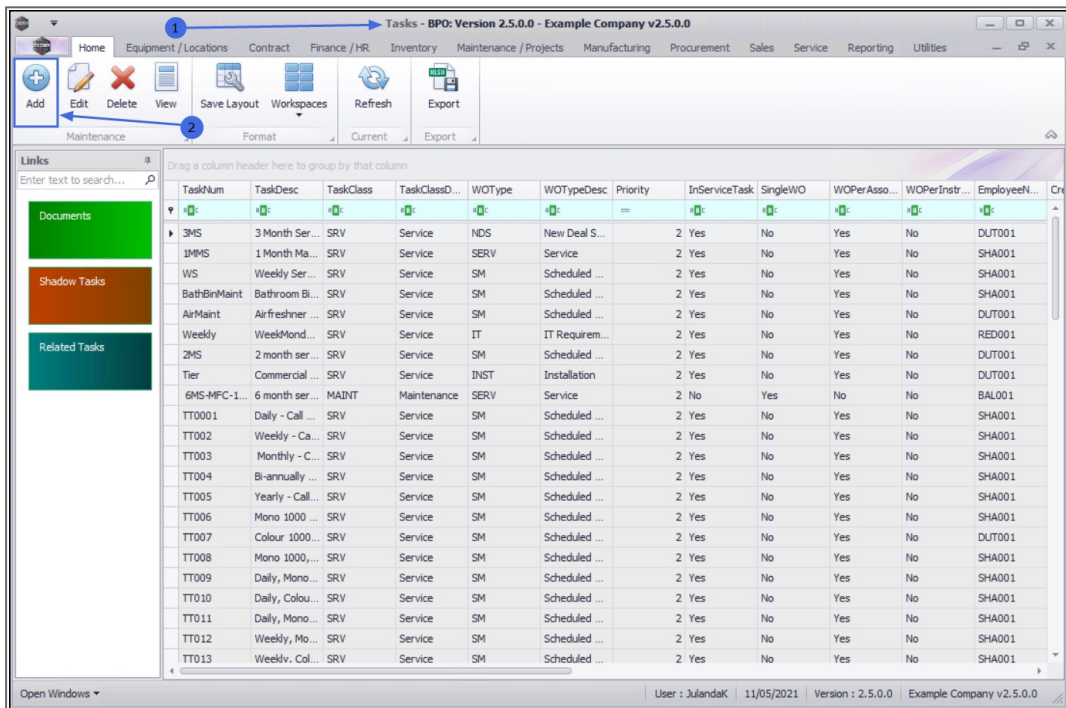 1
Tasks - BPO: Version 2.5.0.0 - Example Company v2.5.0.0
Home Equipment / Locations Contract Finance / HR Inventory Maintenance / Projects Manufacturing Procurement Sales Service Reporting Utilities
Add Edit Delete View Save Layout Workspaces Refresh Export
2
Maintenance Format Current Export
Links
Drag a column header here to group by that column
Enter text to search...
TaskNum TaskDesc TaskClass TaskClassD... WOType WOTypeDesc Priority InServiceTask SingleWO WOPerAsso... WOPerInstr... EmployeeN... Cre
Documents
Shadow Tasks
Related Tasks
3MS 3 Month Ser... SRV Service NDS New Deal S... 2 Yes No Yes No DUT001
1MMS 1 Month Ma... SRV Service SERV Service 2 Yes No Yes No SHA001
WS Weekly Ser... SRV Service SM Scheduled ... 2 Yes No Yes No SHA001
BathBinMaint Bathroom Bi... SRV Service SM Scheduled ... 2 Yes No Yes No SHA001
AirMaint Airfreshner ... SRV Service SM Scheduled ... 2 Yes No Yes No DUT001
Weekly WeekMond... SRV Service IT IT Requirem... 2 Yes No Yes No RED001
2MS 2 month ser... SRV Service SM Scheduled ... 2 Yes No Yes No DUT001
Tier Commercial ... SRV Service INST Installation 2 Yes No Yes No DUT001
6MS-MFC-1... 6 month ser... MAINT Maintenance SERV Service 2 No Yes No No BAL001
TT0001 Daily - Call ... SRV Service SM Scheduled ... 2 Yes No Yes No SHA001
TT002 Weekly - Ca... SRV Service SM Scheduled ... 2 Yes No Yes No SHA001
TT003 Monthly - C... SRV Service SM Scheduled ... 2 Yes No Yes No SHA001
TT004 Bi-annually ... SRV Service SM Scheduled ... 2 Yes No Yes No SHA001
TT005 Yearly - Call... SRV Service SM Scheduled ... 2 Yes No Yes No SHA001
TT006 Mono 1000 ... SRV Service SM Scheduled ... 2 Yes No Yes No SHA001
TT007 Colour 1000... SRV Service SM Scheduled ... 2 Yes No Yes No DUT001
TT008 Mono 1000,... SRV Service SM Scheduled ... 2 Yes No Yes No SHA001
TT009 Daily, Mono... SRV Service SM Scheduled ... 2 Yes No Yes No SHA001
TT010 Daily, Colou... SRV Service SM Scheduled ... 2 Yes No Yes No SHA001
TT011 Daily, Mono... SRV Service SM Scheduled ... 2 Yes No Yes No SHA001
TT012 Weekly, Mo... SRV Service SM Scheduled ... 2 Yes No Yes No SHA001
TT013 Weekly, Col... SRV Service SM Scheduled ... 2 Yes No Yes No SHA001
Open Windows User : JulandaK 11/05/2021 Version : 2.5.0.0 Example Company v2.5.0.0